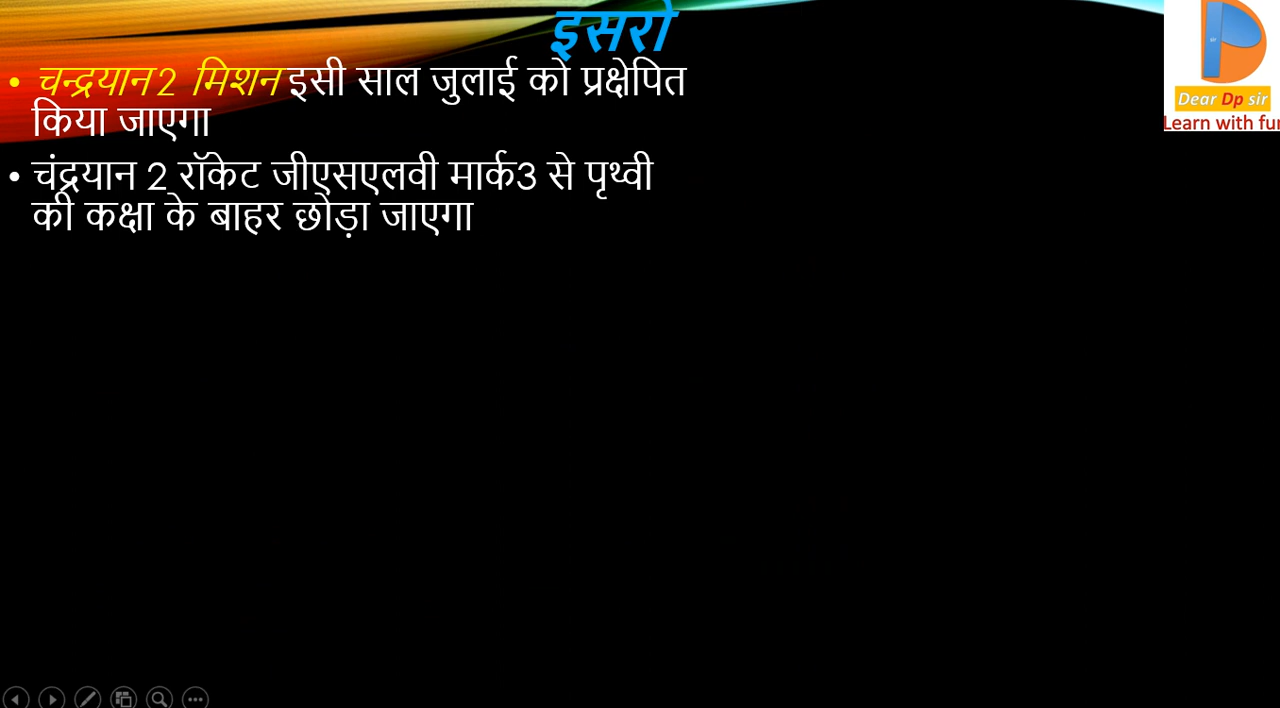 इसरो
• चन्द्रयान2 मिशन इसी साल जुलाई को प्रक्षेपित
किया जाएगा
• चंद्रयान 2 रॉकेट जीएसएलवी मार्क3 से पृथ्वी
की कक्षा के बाहर छोड़ा जाएगा
Dear Dp sir
Learn with fun